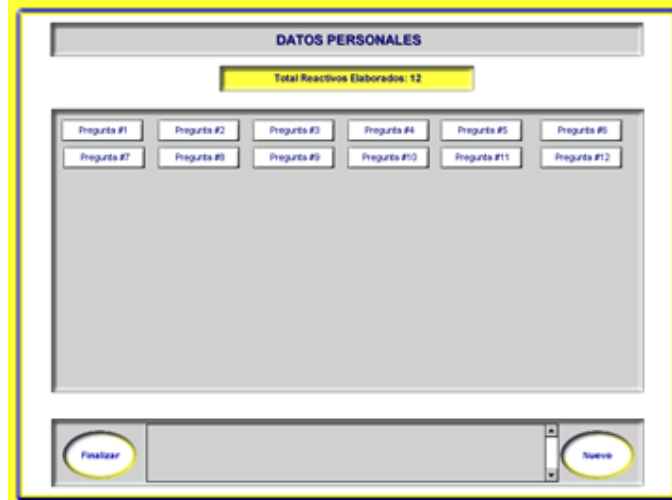 DATOS PERSONALES
Total Reactivos Elaborados: 12
Pregunta #1 Pregunta #2 Pregunta #3 Pregunta #4 Pregunta #5 Pregunta #6
Pregunta #7 Pregunta #8 Pregunta #9 Pregunta #10 Pregunta #11 Pregunta #12
Finalizar Nuevo